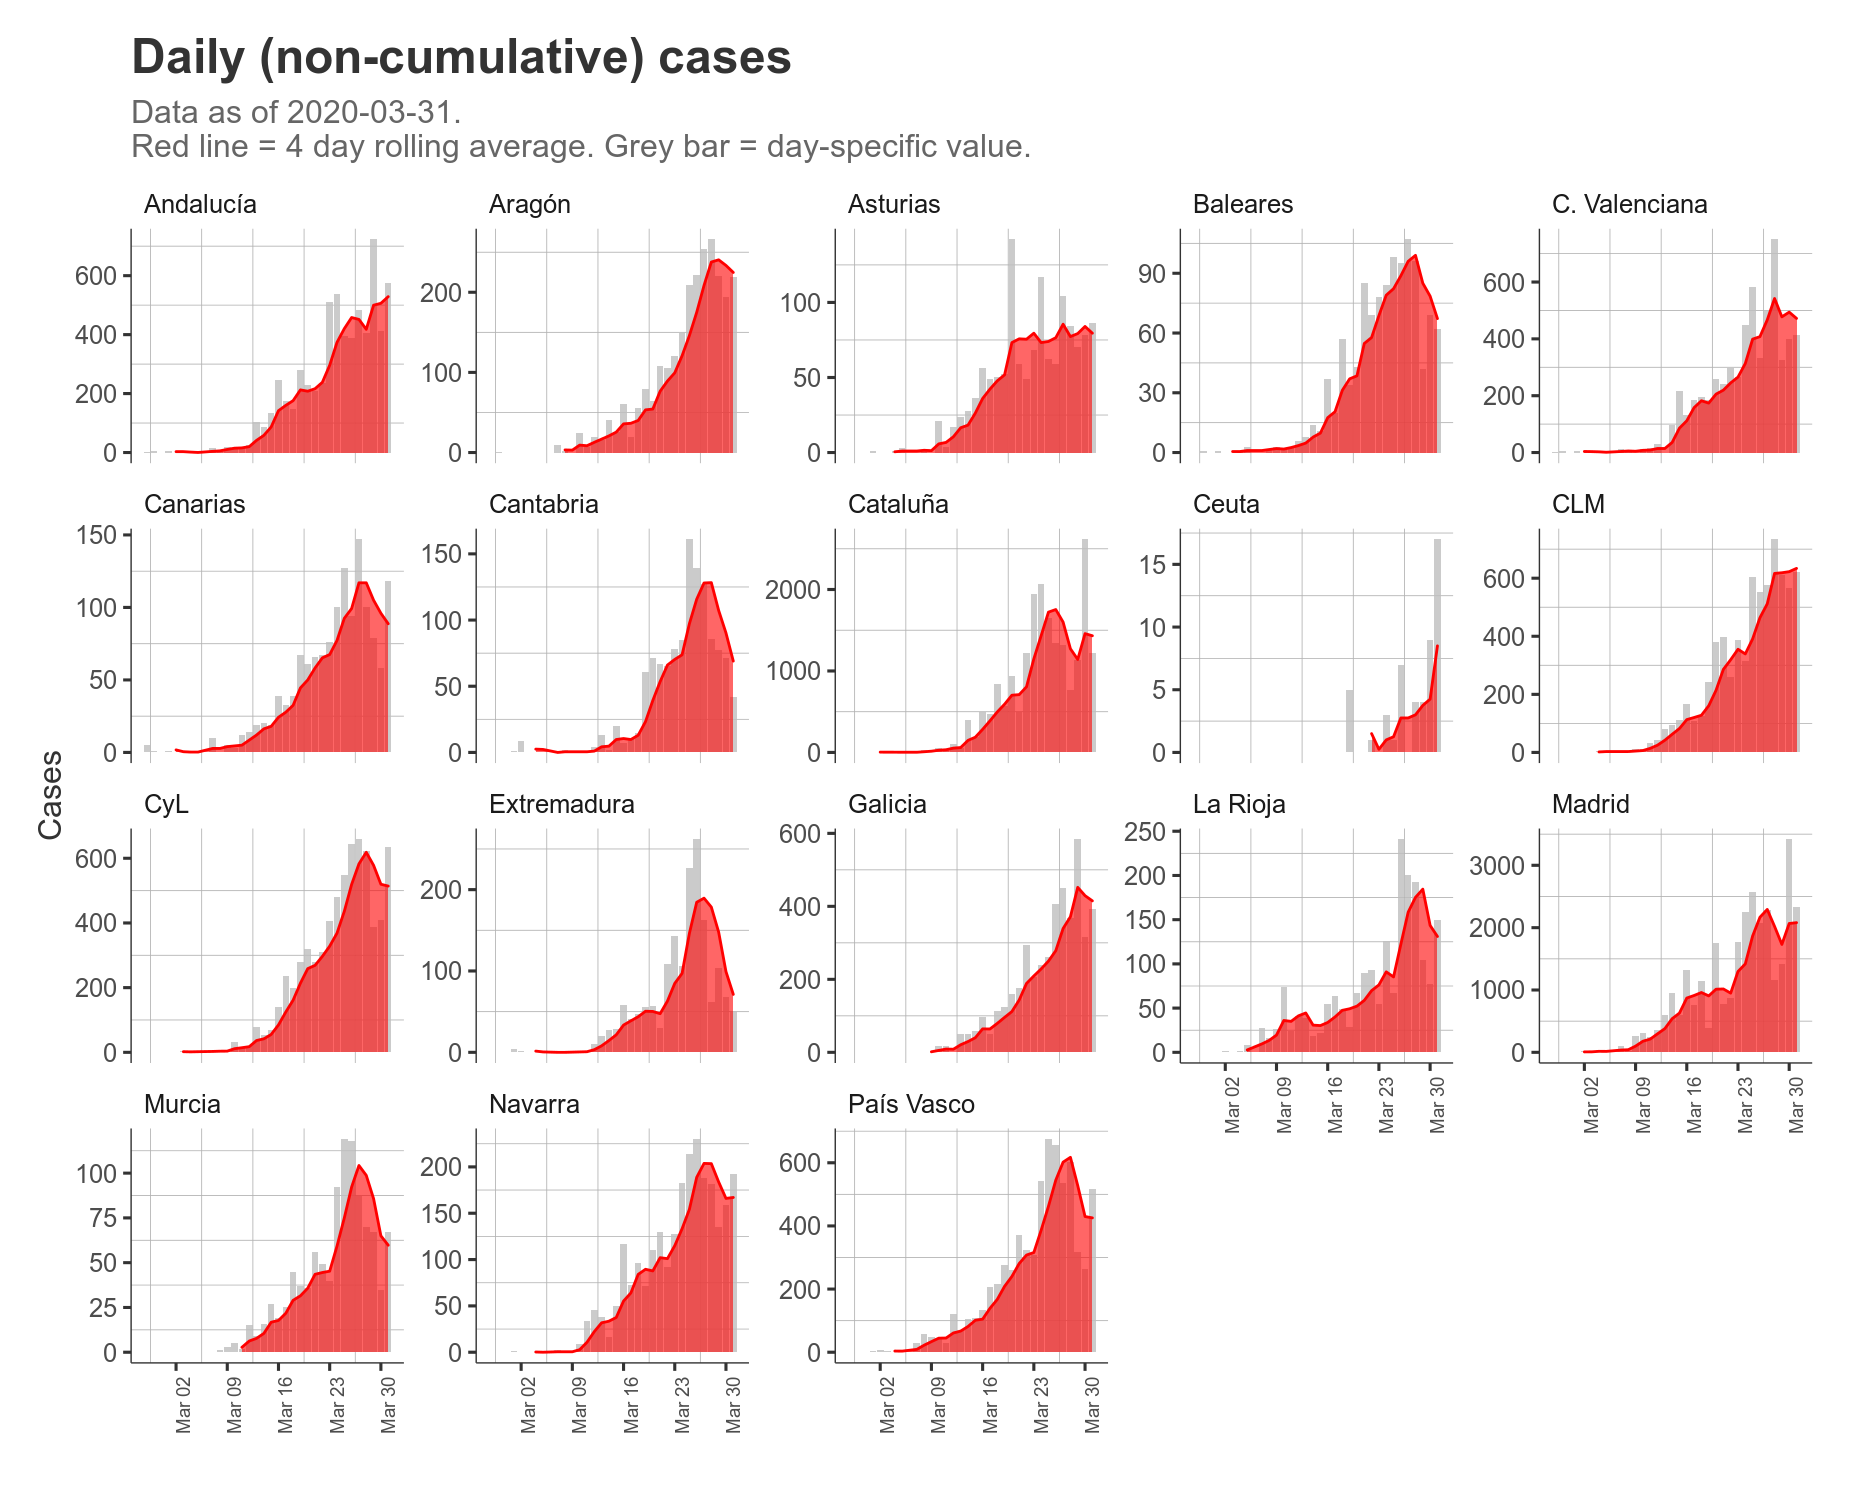 Daily (non-cumulative) cases
Data as of 2020-03-31.
Red line = 4 day rolling average. Grey bar = day-specific value.
Cases
Andalucía
0
200
400
600
Aragón
0
100
200
Asturias
0
50
100
Baleares
0
30
60
90
C. Valenciana
0
200
400
600
Canarias
0
50
100
150
Cantabria
0
50
100
150
Cataluña
0
1000
2000
Ceuta
0
5
10
15
CLM
0
200
400
600
CyL
0
200
400
600
Extremadura
0
100
200
Galicia
0
200
400
600
La Rioja
0
50
100
150
200
250
Mar 02
Mar 09
Mar 16
Mar 23
Mar 30
Madrid
0
1000
2000
3000
Mar 02
Mar 09
Mar 16
Mar 23
Mar 30
Murcia
0
25
50
75
100
Mar 02
Mar 09
Mar 16
Mar 23
Mar 30
Navarra
0
50
100
150
200
Mar 02
Mar 09
Mar 16
Mar 23
Mar 30
País Vasco
0
200
400
600
Mar 02
Mar 09
Mar 16
Mar 23
Mar 30